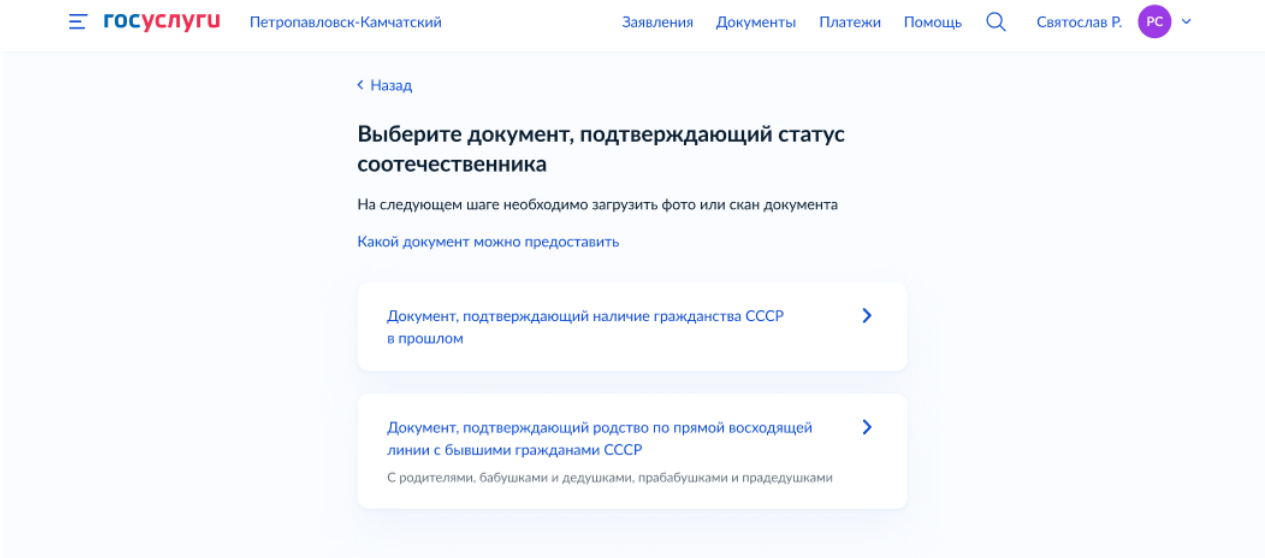 госуслуги Петропавловск-Камчатский Заявления Документы Платежи Помощь Святослав Р. РС
Назад
Выберите документ, подтверждающий статус
соотечественника
На следующем шаге необходимо загрузить фото или скан документа
Какой документ можно предоставить
Документ, подтверждающий наличие гражданства СССР
в прошлом
Документ, подтверждающий родство по прямой восходящей
линии с бывшими гражданами СССР
С родителями, бабушками и дедушками, прабабушками и прадедушками